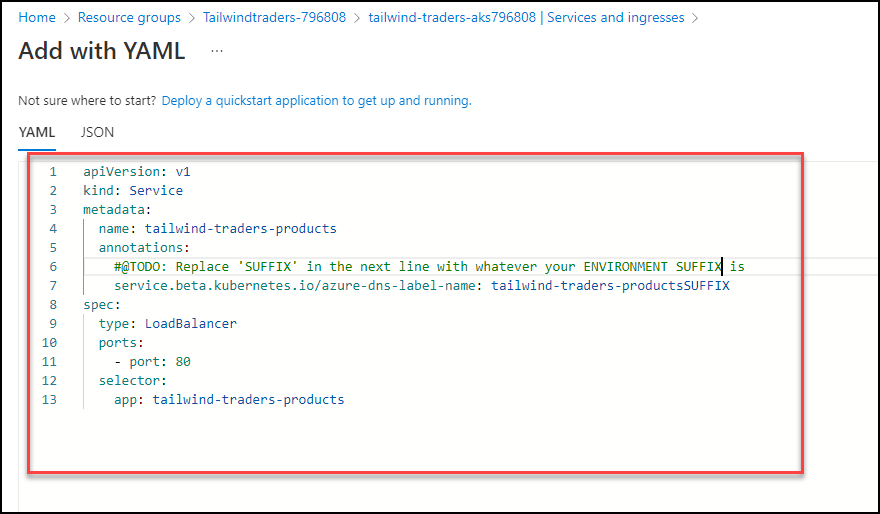 Home > Resource groups > Tailwindtraders-796808 > tailwind-traders-aks796808 | Services and ingresses >
Add with YAML ...
Not sure where to start? Deploy a quickstart application to get up and running.
YAML JSON
1 apiVersion: v1
2 kind: Service
3 metadata:
4 name: tailwind-traders-products
5 annotations:
6 #@TODO: Replace 'SUFFIX' in the next line with whatever your ENVIRONMENT SUFFIX is
7 service.beta.kubernetes.io/azure-dns-label-name: tailwind-traders-productsSUFFIX
8 spec:
9 type: LoadBalancer
10 ports:
11 - port: 80
12 selector:
13 app: tailwind-traders-products